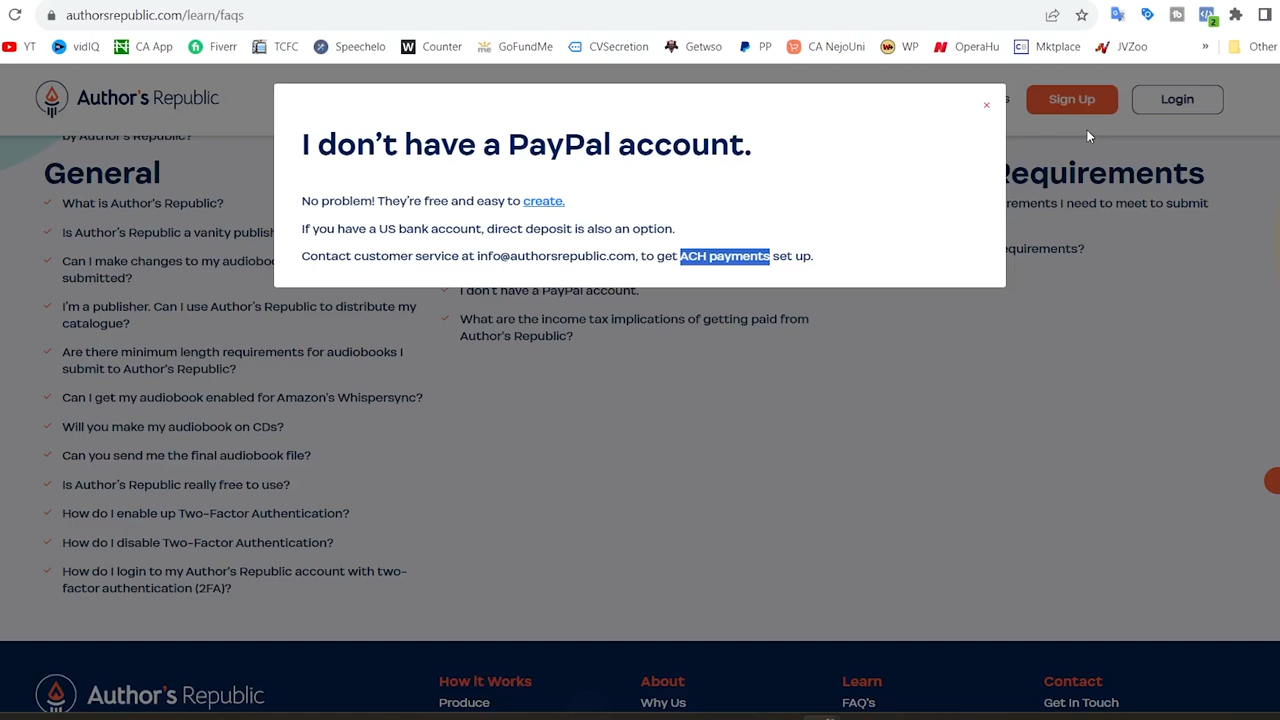 authorsrepublic.com/learn/faqs
2
YT vidIQ CA App Fiverr TCFC Speechelo W Counter GoFundMe CVSecretion Getwso PP CA NejoUni WP OperaHu CB Mktplace JVZoo » Other
Author's Republic
Sign Up Login
by Author's Republic?
I don't have a PayPal account.
No problem! They're free and easy to create.
If you have a US bank account, direct deposit is also an option.
Contact customer service at info@authorsrepublic.com, to get ACH payments set up.
General
What is Author's Republic?
Is Author's Republic a vanity publish
Can I make changes to my audiobo
submitted?
I'm a publisher. Can I use Author's Republic to distribute my
catalogue?
Are there minimum length requirements for audiobooks I
submit to Author's Republic?
Can I get my audiobook enabled for Amazon's Whispersync?
Will you make my audiobook on CDs?
Can you send me the final audiobook file?
Is Author's Republic really free to use?
How do I enable up Two-Factor Authentication?
How do I disable Two-Factor Authentication?
How do I login to my Author's Republic account with two-
factor authentication (2FA)?
I don't have a PayPal account.
What are the income tax implications of getting paid from
Author's Republic?
Requirements
rements I need to meet to submit
quirements?
Author's Republic
How It Works
Produce
About
Why Us
Learn
FAQ's
Contact
Get In Touch